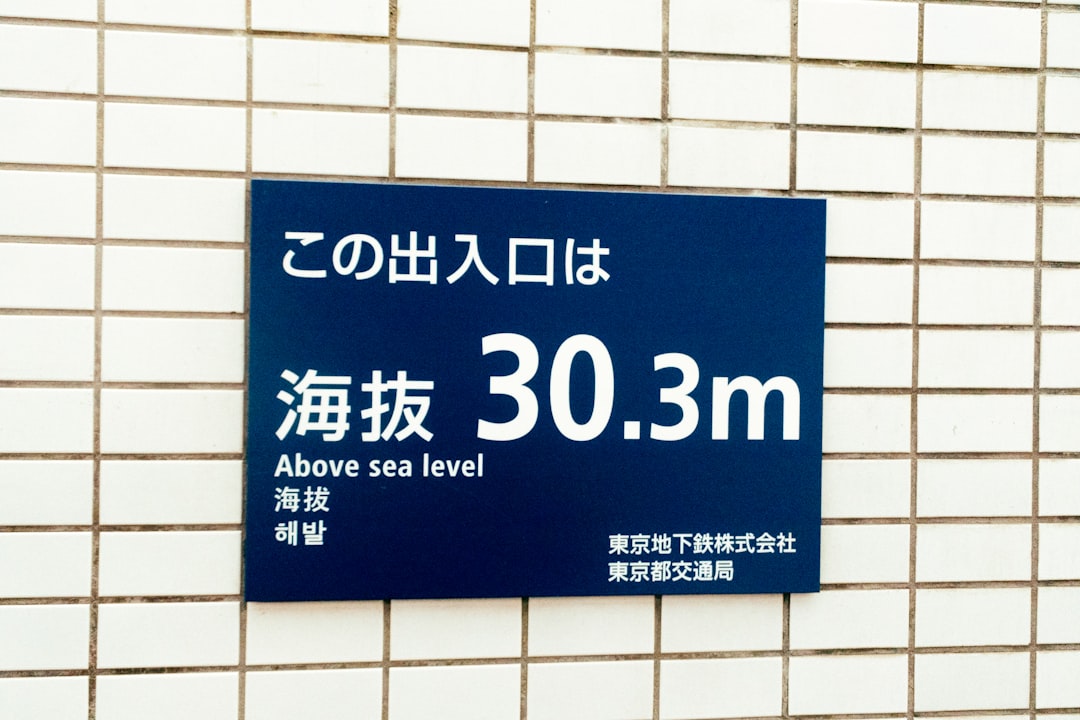 この出入口は
海抜 30.3m
Above sea level
海拔
해발
東京地下鉄株式会社
東京都交通局